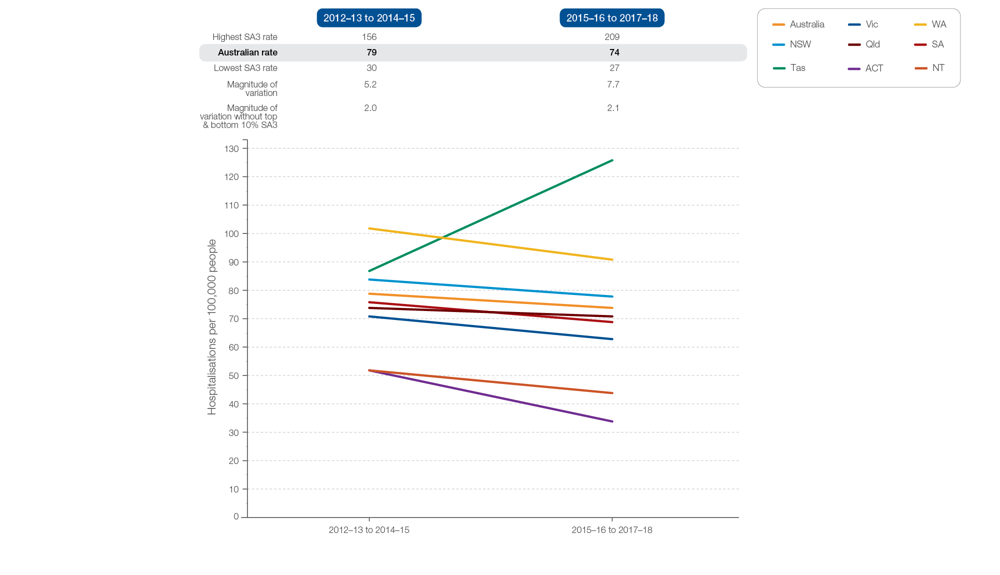 2012–13 to 2014–15 2015–16 to 2017–18
Highest SA3 rate 156 209
Australian rate 79 74
Lowest SA3 rate 30 27
Magnitude of 5.2 7.7
variation
Magnitude of 2.0 2.1
variation without top
& bottom 10% SA3
Australia Vic WA
NSW Qld SA
Tas ACT NT
Hospitalisations per 100,000 people
130
120
110
100
90
80
70
60
50
40
30
20
10
0
2012–13 to 2014–15 2015–16 to 2017–18